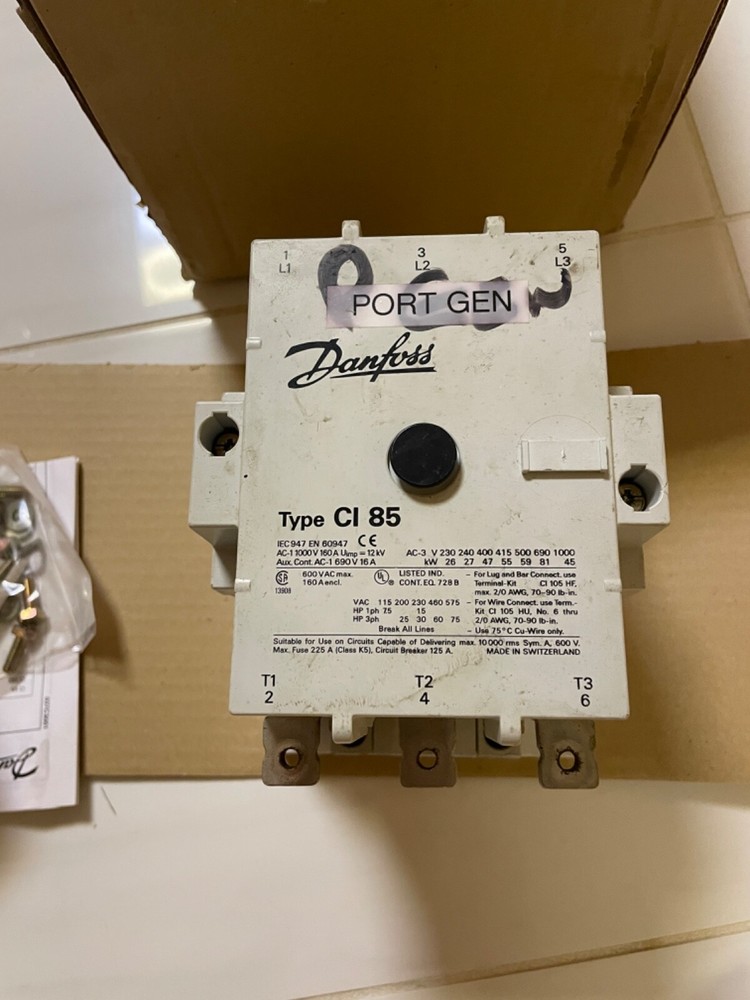 1 3 5
L1 L2 L3
PORT GEN
Danfoss
Type CI 85
IEC 947 EN 60947 CE
AC-1 1000 V 160 A Uimp = 12 kV
Aux. Cont. AC-1 690 V 16 A
AC-3 V 230 240 400 415 500 690 1000
kW 26 27 47 55 59 81 45
SA 600 VAC max.
160 A encl.
13908
UL LISTED IND.
CONT. EQ. 728 B
- For Lug and Bar Connect. use
Terminal-Kit CI 105 HF,
max. 2/0 AWG, 70-90 lb-in.
- For Wire Connect. use Term.-
Kit CI 105 HU, No. 6 thru
2/0 AWG, 70-90 lb-in.
- Use 75°C Cu-Wire only.
VAC 115 200 230 460 575
HP 1ph 7.5 15
HP 3ph 25 30 60 75
Break All Lines
Suitable for Use on Circuits Capable of Delivering max. 10 000 rms Sym. A, 600 V.
Max. Fuse 225 A (Class K5), Circuit Breaker 125 A. MADE IN SWITZERLAND
T1 T2 T3
2 4 6